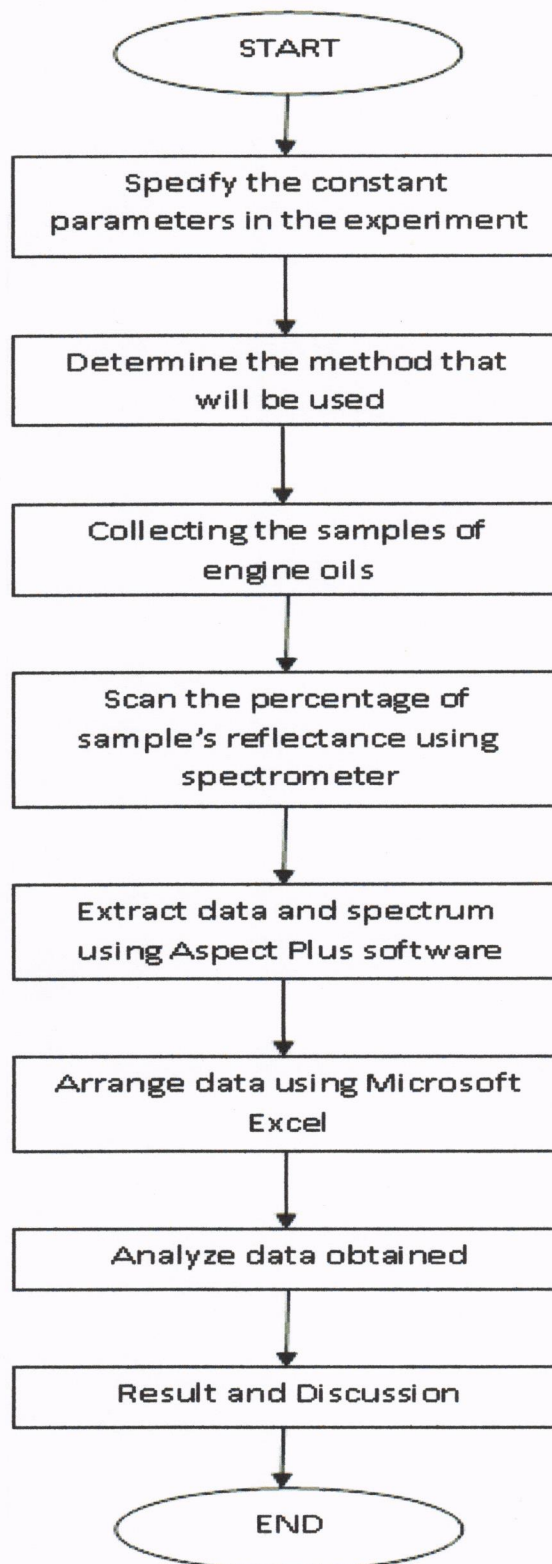 START
Specify the constant
parameters in the experiment
Determine the method that
will be used
Collecting the samples of
engine oils
Scan the percentage of
sample's reflectance using
spectrometer
Extract data and spectrum
using Aspect Plus software
Arrange data using Microsoft
Excel
Analyze data obtained
Result and Discussion
END